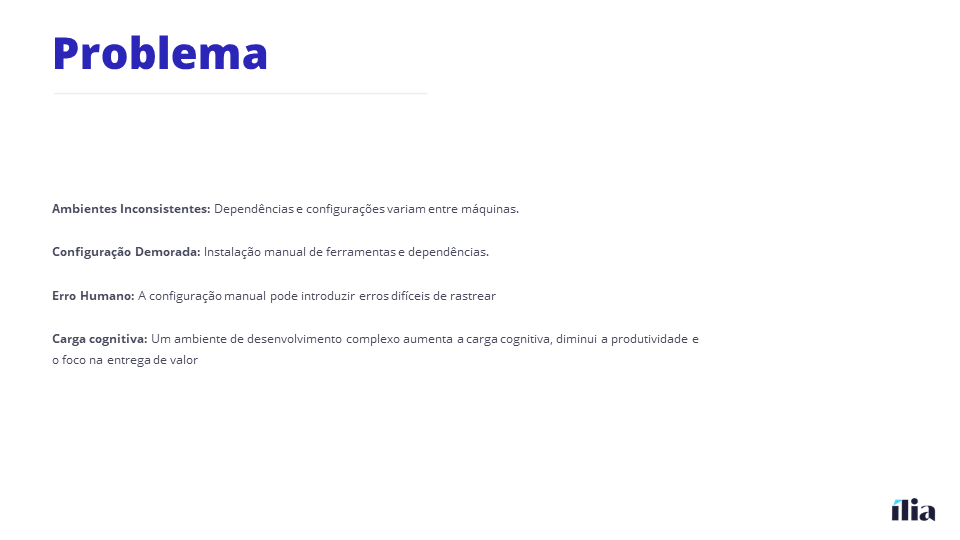 Problema
Ambientes Inconsistentes: Dependências e configurações variam entre máquinas.
Configuração Demorada: Instalação manual de ferramentas e dependências.
Erro Humano: A configuração manual pode introduzir erros difíceis de rastrear
Carga cognitiva: Um ambiente de desenvolvimento complexo aumenta a carga cognitiva, diminui a produtividade e
o foco na entrega de valor
ília